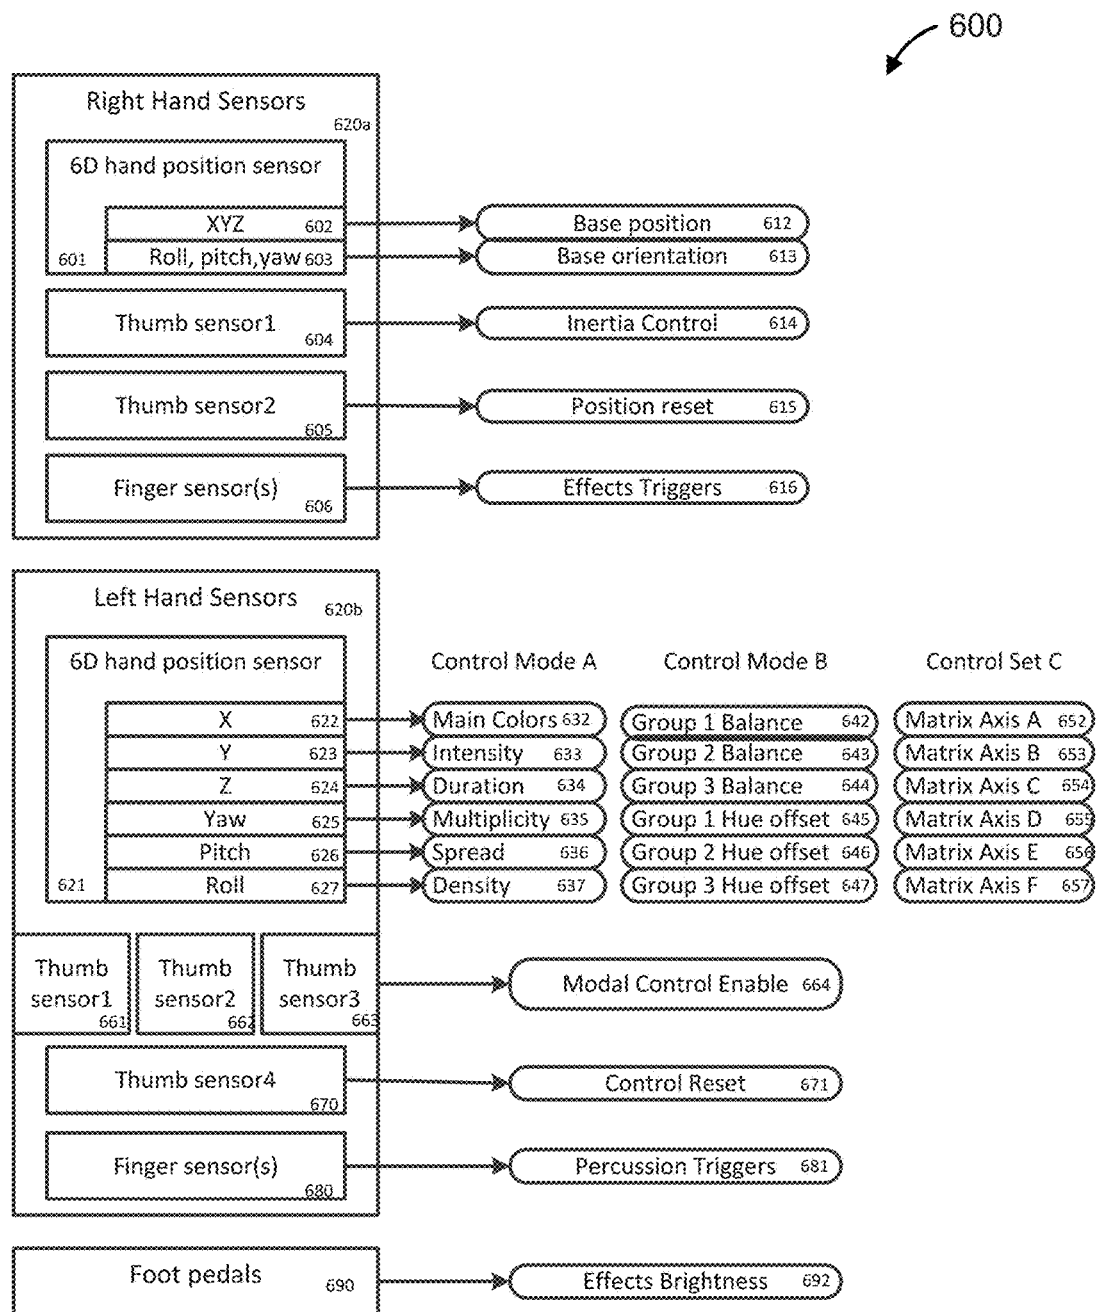 600
Right Hand Sensors
620a
6D hand position sensor
XYZ 602
Base position 612
601
Roll, pitch,yaw 603
Base orientation 613
Thumb sensor1
604
Inertia Control 614
Thumb sensor2
605
Position reset 615
Finger sensor(s)
606
Effects Triggers 616
Left Hand Sensors
620b
6D hand position sensor
Control Mode A Control Mode B Control Set C
X 622 Main Colors 632 Group 1 Balance 642 Matrix Axis A 652
Y 623 Intensity 633 Group 2 Balance 643 Matrix Axis B 653
Z 624 Duration 634 Group 3 Balance 644 Matrix Axis C 654
Yaw 625 Multiplicity 635 Group 1 Hue offset 645 Matrix Axis D 655
Pitch 626 Spread 636 Group 2 Hue offset 646 Matrix Axis E 656
621 Roll 627 Density 637 Group 3 Hue offset 647 Matrix Axis F 657
Thumb sensor1
661
Thumb sensor2
662
Thumb sensor3
663
Modal Control Enable 664
Thumb sensor4
670
Control Reset 671
Finger sensor(s)
680
Percussion Triggers 681
Foot pedals
690
Effects Brightness 692